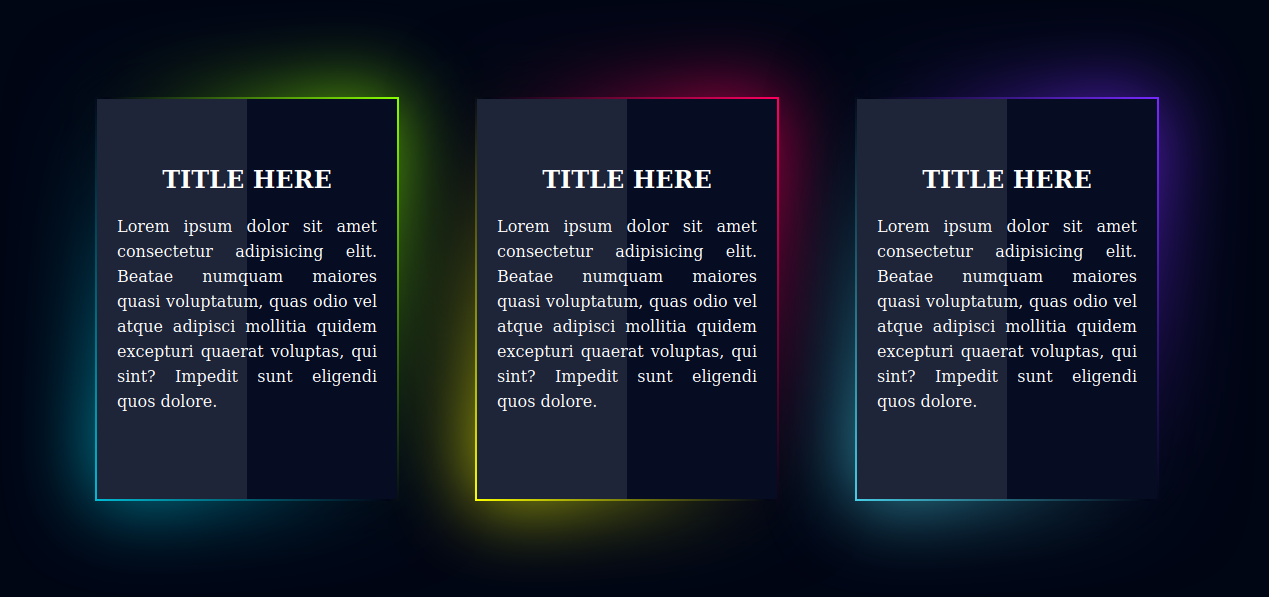 TITLE HERE
Lorem ipsum dolor sit amet
consectetur adipisicing elit.
Beatae numquam maiores
quasi voluptatum, quas odio vel
atque adipisci mollitia quidem
excepturi quaerat voluptas, qui
sint? Impedit sunt eligendi
quos dolore.
TITLE HERE
Lorem ipsum dolor sit amet
consectetur adipisicing elit.
Beatae numquam maiores
quasi voluptatum, quas odio vel
atque adipisci mollitia quidem
excepturi quaerat voluptas, qui
sint? Impedit sunt eligendi
quos dolore.
TITLE HERE
Lorem ipsum dolor sit amet
consectetur adipisicing elit.
Beatae numquam maiores
quasi voluptatum, quas odio vel
atque adipisci mollitia quidem
excepturi quaerat voluptas, qui
sint? Impedit sunt eligendi
quos dolore.